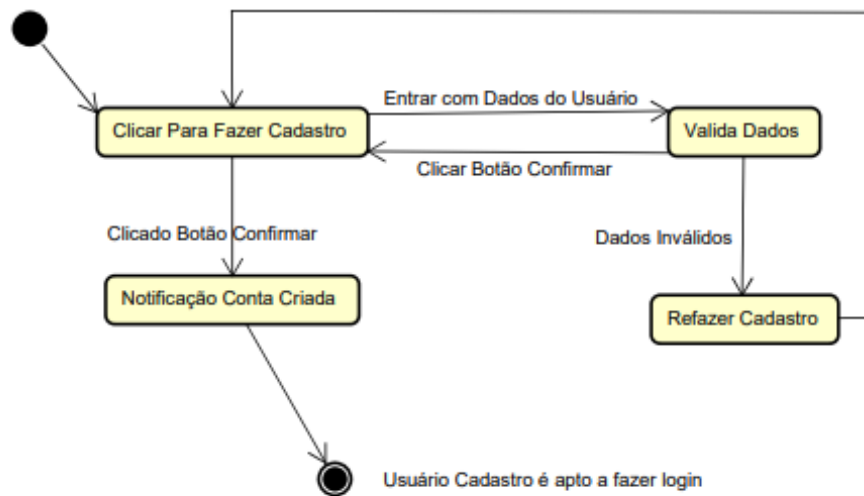 Entrar com Dados do Usuário
Clicar Para Fazer Cadastro
Valida Dados
Clicar Botão Confirmar
Clicado Botão Confirmar
Dados Inválidos
Notificação Conta Criada
Refazer Cadastro
Usuário Cadastro é apto a fazer login